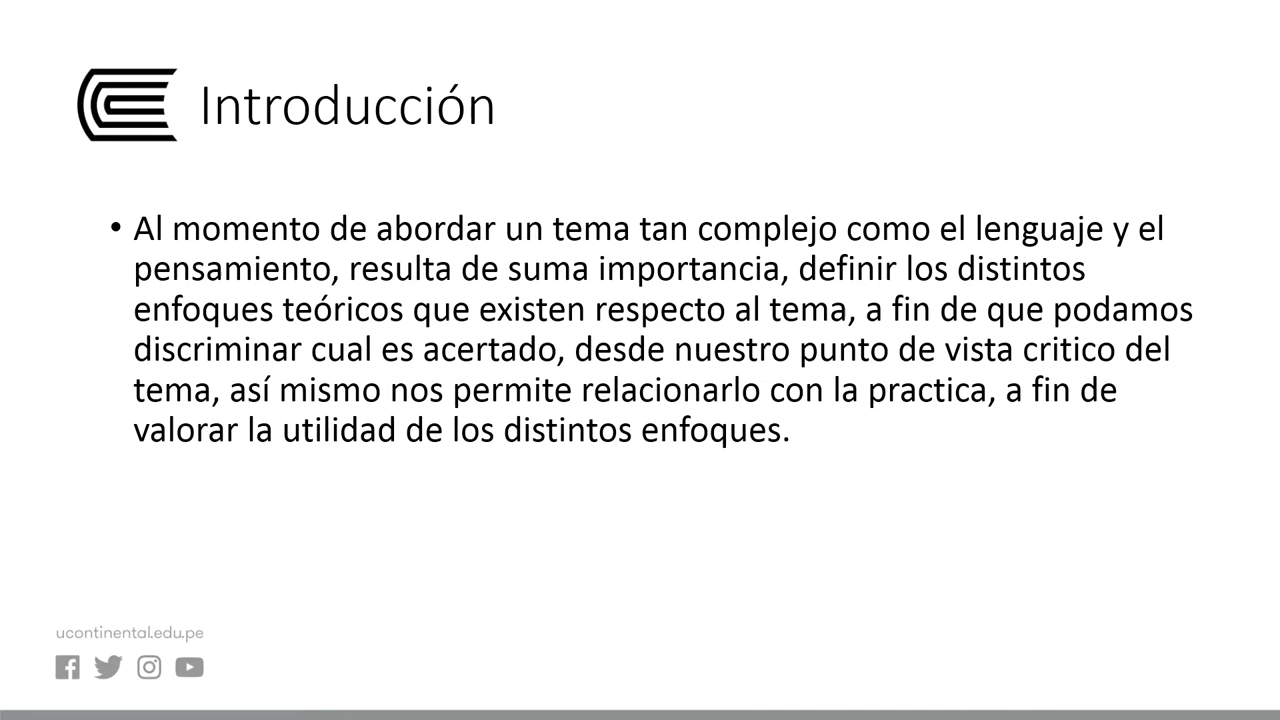 Introducción
• Al momento de abordar un tema tan complejo como el lenguaje y el
pensamiento, resulta de suma importancia, definir los distintos
enfoques teóricos que existen respecto al tema, a fin de que podamos
discriminar cual es acertado, desde nuestro punto de vista critico del
tema, así mismo nos permite relacionarlo con la practica, a fin de
valorar la utilidad de los distintos enfoques.
ucontinental.edu.pe